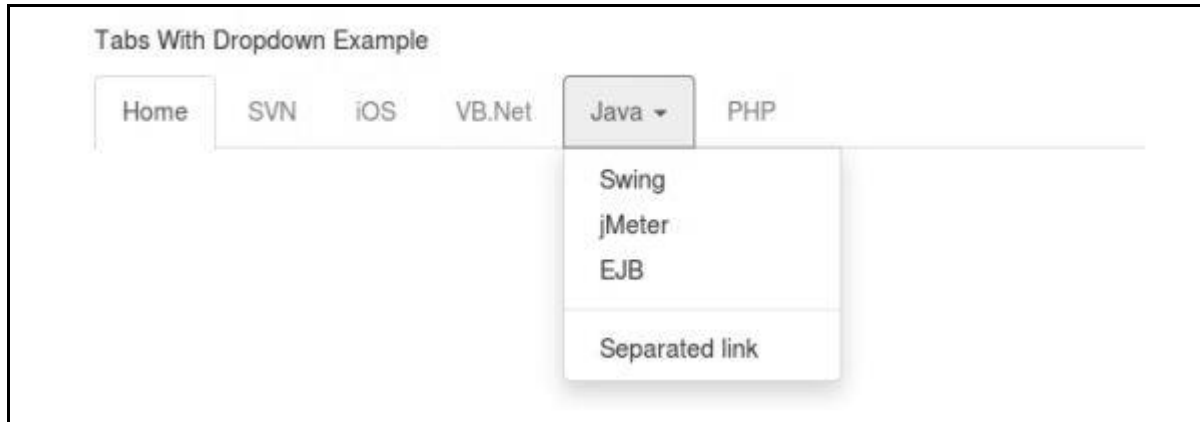 Tabs With Dropdown Example
Home SVN iOS VB.Net Java PHP
Swing
jMeter
EJB
Separated link